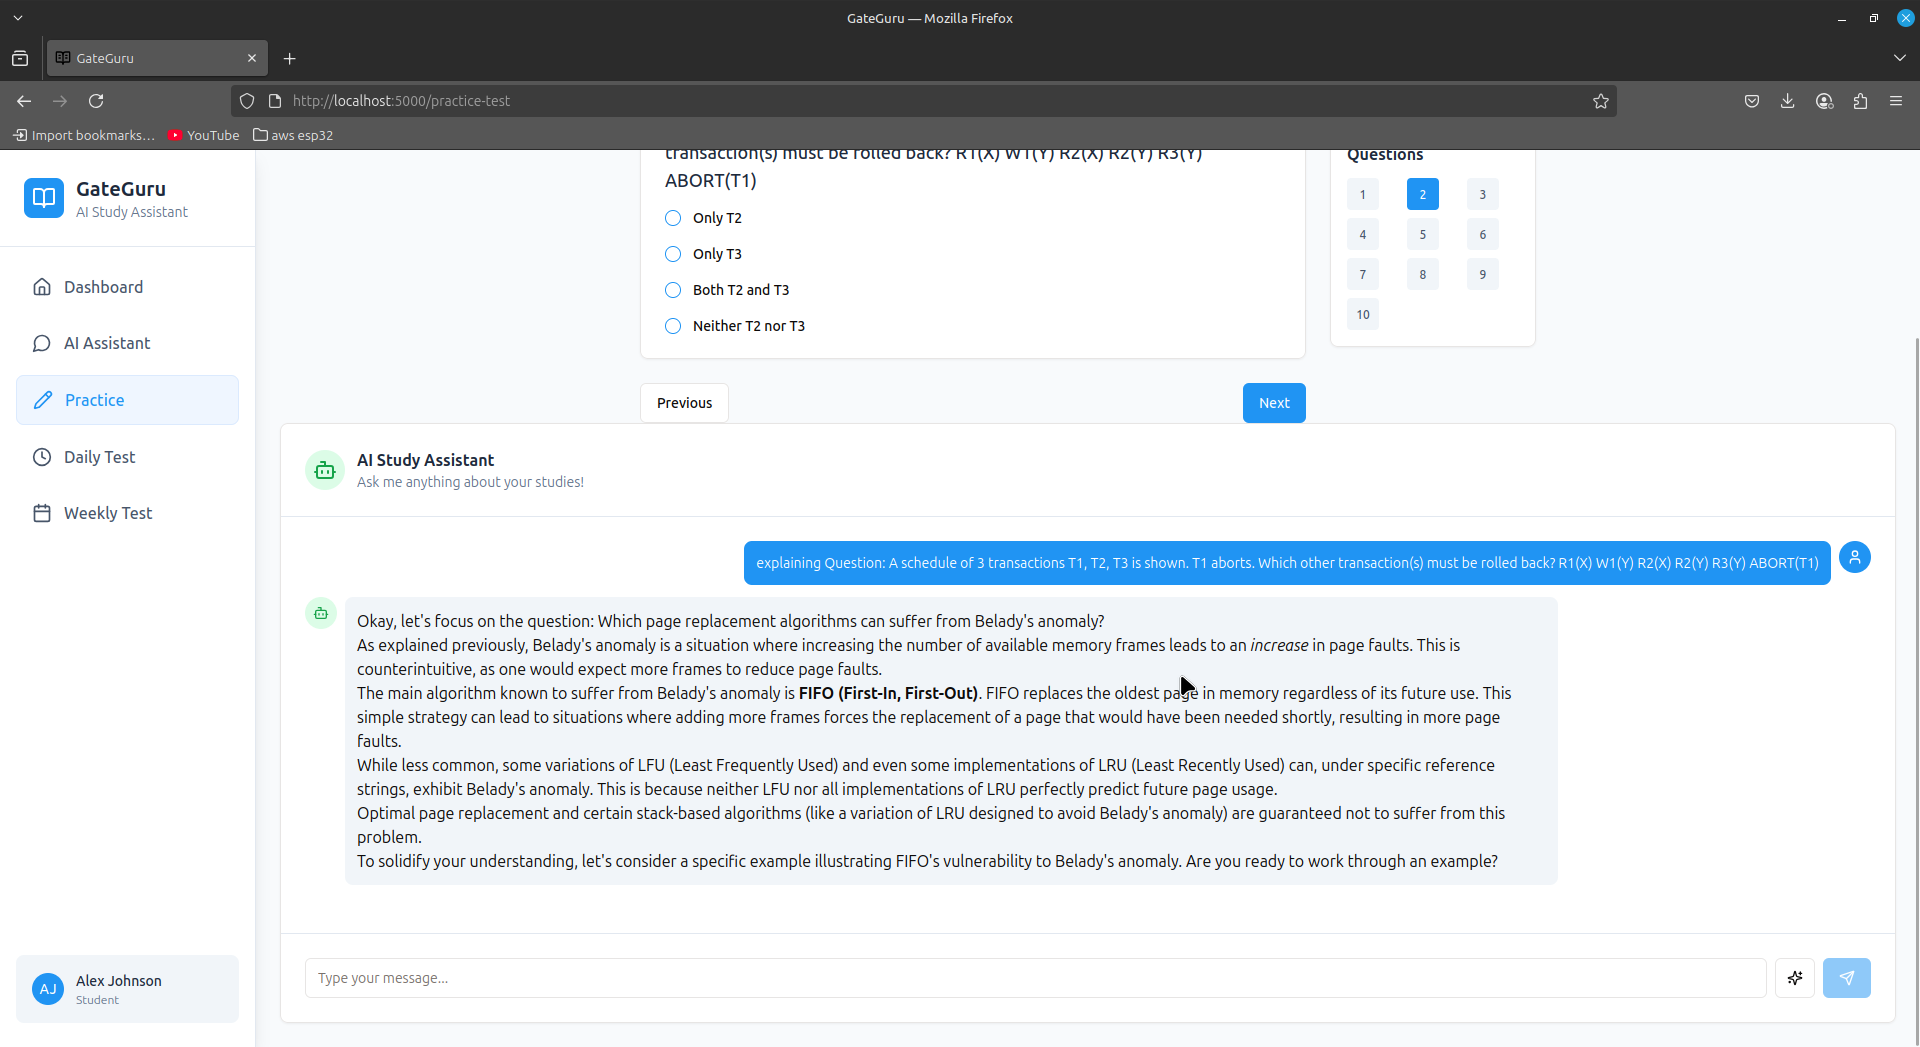 GateGuru — Mozilla Firefox
GateGuru
http://localhost:5000/practice-test
Import bookmarks...
YouTube
aws esp32
GateGuru
AI Study Assistant
Dashboard
AI Assistant
Practice
Daily Test
Weekly Test
AJ
Alex Johnson
Student
transaction(s) must be rolled back? R1(X) W1(Y) R2(X) R2(Y) R3(Y)
ABORT(T1)
Only T2
Only T3
Both T2 and T3
Neither T2 nor T3
Questions
1 2 3
4 5 6
7 8 9
10
Previous
Next
AI Study Assistant
Ask me anything about your studies!
explaining Question: A schedule of 3 transactions T1, T2, T3 is shown. T1 aborts. Which other transaction(s) must be rolled back? R1(X) W1(Y) R2(X) R2(Y) R3(Y) ABORT(T1)
Okay, let's focus on the question: Which page replacement algorithms can suffer from Belady's anomaly?
As explained previously, Belady's anomaly is a situation where increasing the number of available memory frames leads to an increase in page faults. This is
counterintuitive, as one would expect more frames to reduce page faults.
The main algorithm known to suffer from Belady's anomaly is FIFO (First-In, First-Out). FIFO replaces the oldest page in memory regardless of its future use. This
simple strategy can lead to situations where adding more frames forces the replacement of a page that would have been needed shortly, resulting in more page
faults.
While less common, some variations of LFU (Least Frequently Used) and even some implementations of LRU (Least Recently Used) can, under specific reference
strings, exhibit Belady's anomaly. This is because neither LFU nor all implementations of LRU perfectly predict future page usage.
Optimal page replacement and certain stack-based algorithms (like a variation of LRU designed to avoid Belady's anomaly) are guaranteed not to suffer from this
problem.
To solidify your understanding, let's consider a specific example illustrating FIFO's vulnerability to Belady's anomaly. Are you ready to work through an example?
Type your message...